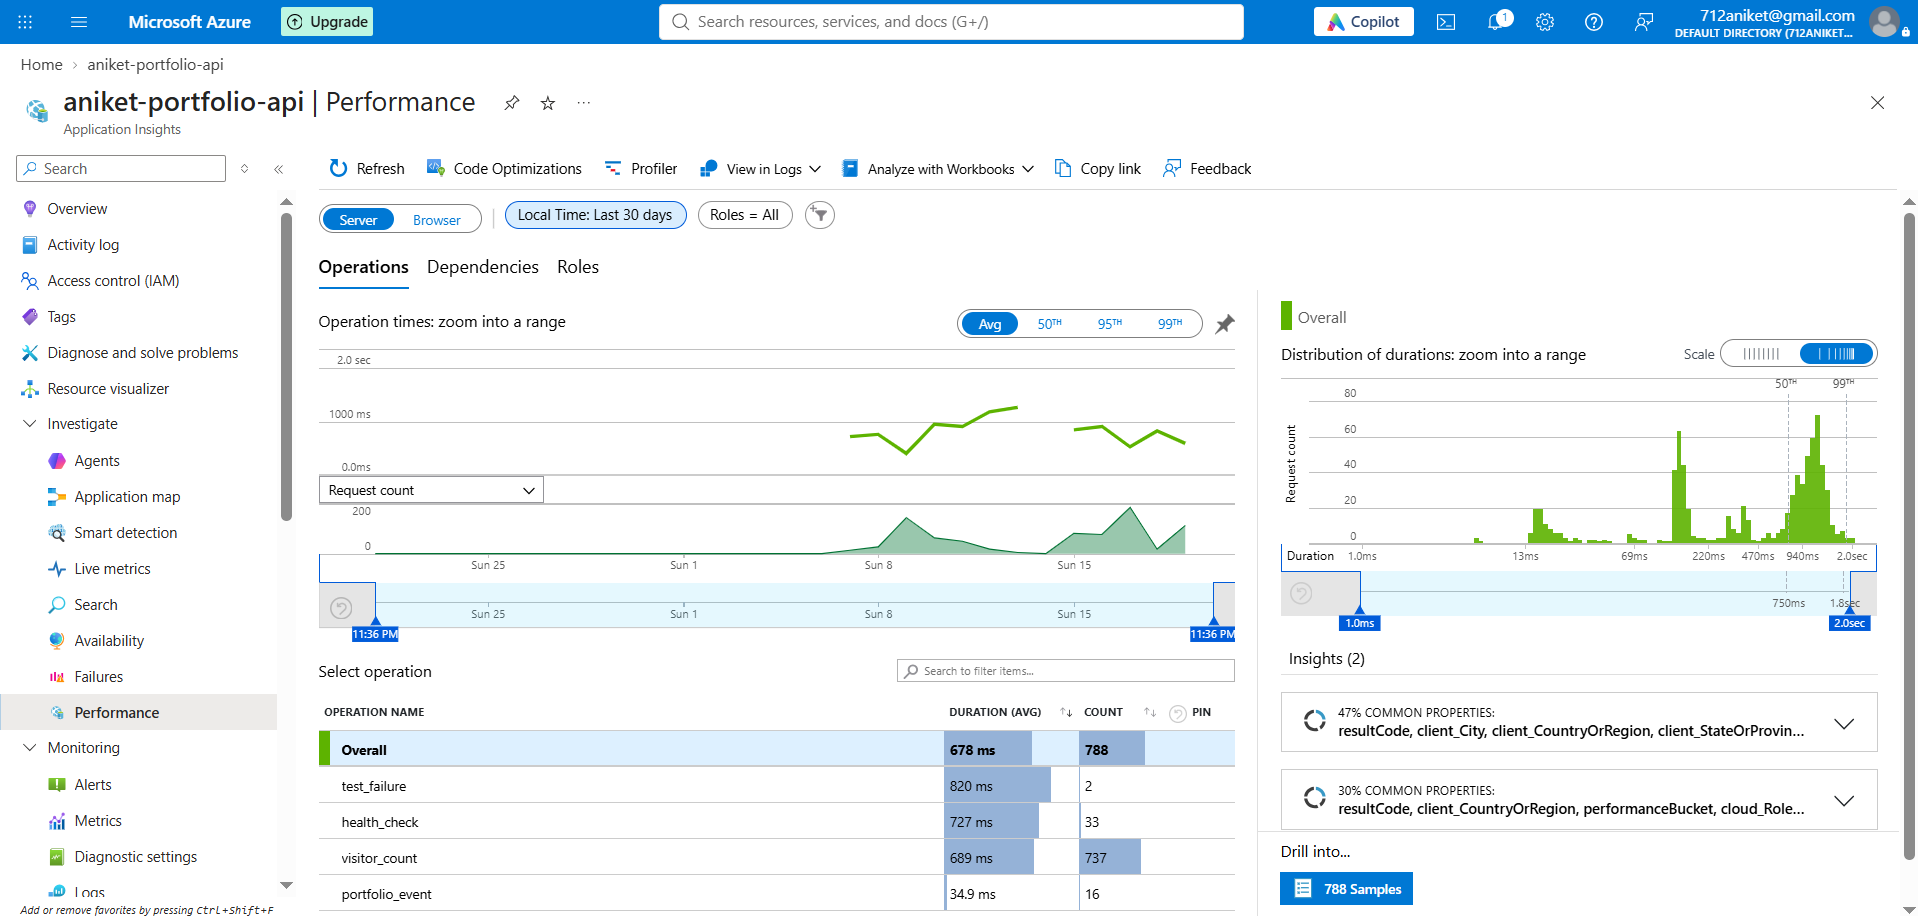 Microsoft Azure
Upgrade
Search resources, services, and docs (G+/)
Copilot
1
712aniket@gmail.com
DEFAULT DIRECTORY (712ANIKET...
Home > aniket-portfolio-api
aniket-portfolio-api | Performance
Application Insights
Search
Refresh
Code Optimizations
Profiler
View in Logs
Analyze with Workbooks
Copy link
Feedback
Overview
Activity log
Access control (IAM)
Tags
Diagnose and solve problems
Resource visualizer
Investigate
Agents
Application map
Smart detection
Live metrics
Search
Availability
Failures
Performance
Monitoring
Alerts
Metrics
Diagnostic settings
Logs
Add or remove favorites by pressing Ctrl+Shift+F
Server
Browser
Local Time: Last 30 days
Roles = All
Operations
Dependencies
Roles
Operation times: zoom into a range
Avg
50TH
95TH
99TH
2.0 sec
1000 ms
0.0ms
Request count
200
0
Sun 25
Sun 1
Sun 8
Sun 15
Sun 25
Sun 1
Sun 8
Sun 15
11:36 PM
11:36 PM
Select operation
Search to filter items...
OPERATION NAME
DURATION (AVG)
COUNT
PIN
Overall
678 ms
788
test_failure
820 ms
2
health_check
727 ms
33
visitor_count
689 ms
737
portfolio_event
34.9 ms
16
Overall
Distribution of durations: zoom into a range
Scale
50TH
99TH
Request count
80
60
40
20
0
Duration
1.0ms
13ms
69ms
220ms
470ms
940ms
2.0sec
750ms
1.8sec
1.0ms
2.0sec
Insights (2)
47% COMMON PROPERTIES:
resultCode, client_City, client_CountryOrRegion, client_StateOrProvin...
30% COMMON PROPERTIES:
resultCode, client_CountryOrRegion, performanceBucket, cloud_Role...
Drill into...
788 Samples